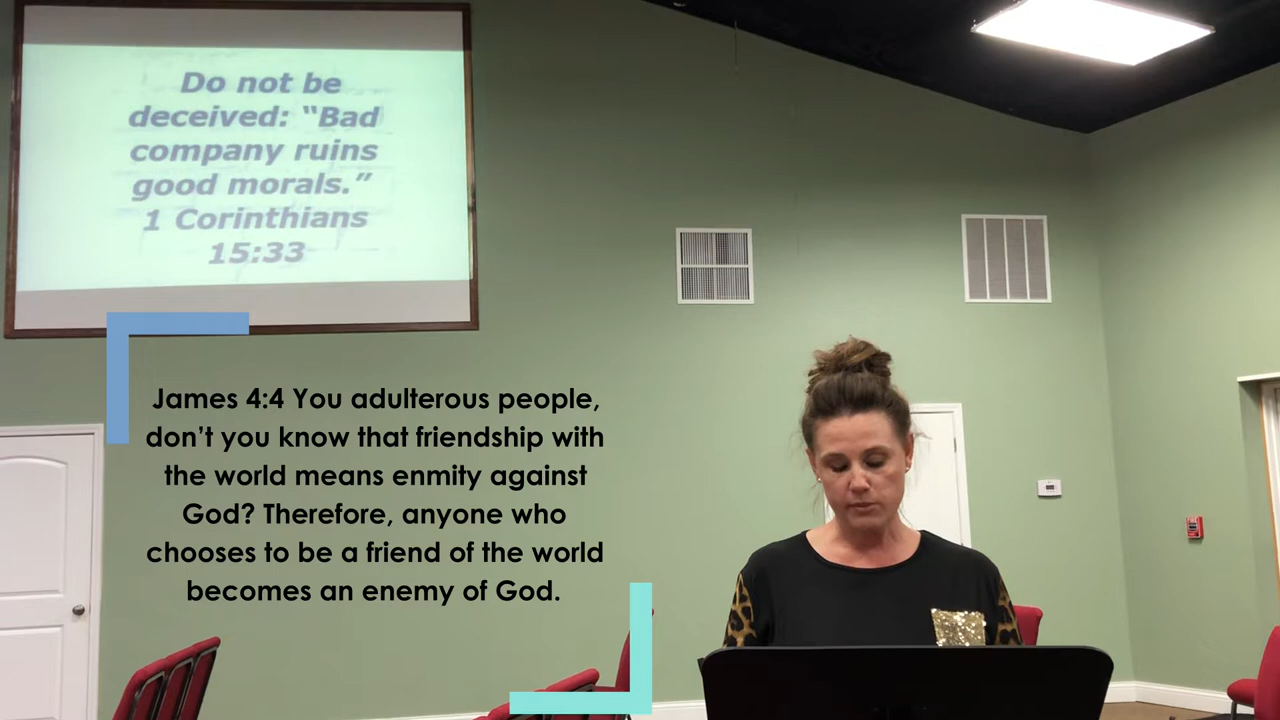 Do not be
deceived: “Bad
company ruins
good morals.”
1 Corinthians
15:33
James 4:4 You adulterous people,
don’t you know that friendship with
the world means enmity against
God? Therefore, anyone who
chooses to be a friend of the world
becomes an enemy of God.